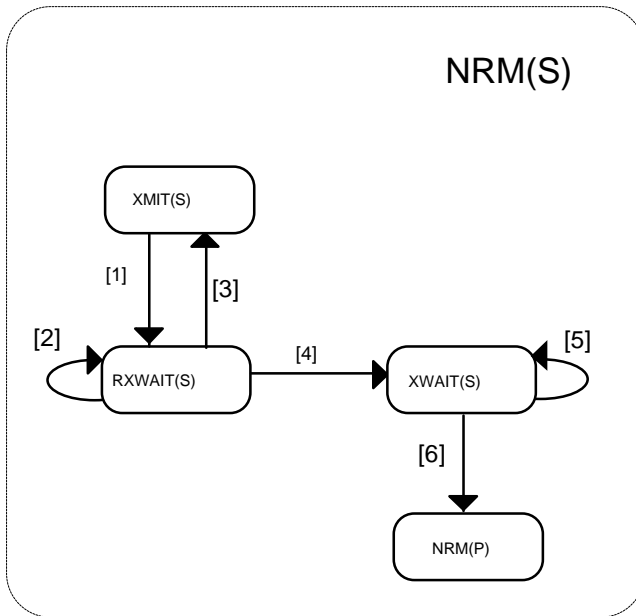 NRM(S)
XMIT(S)
[1]
[3]
[2]
RXWAIT(S)
[4]
XWAIT(S)
[5]
[6]
NRM(P)